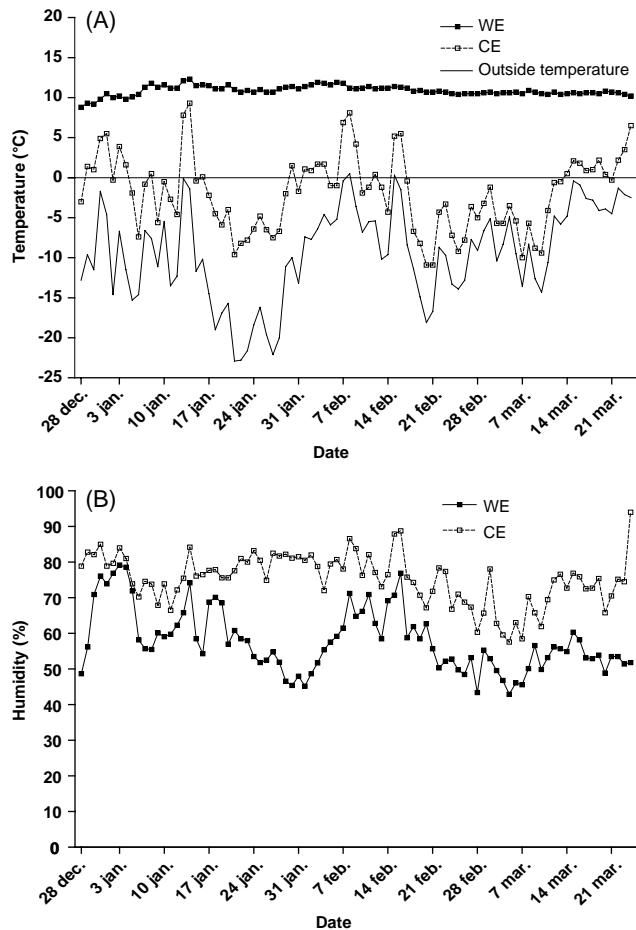 (A)
WE
CE
Outside temperature
20
15
10
5
0
-5
-10
-15
-20
-25
Temperature (°C)
28 dec.
3 jan.
10 jan.
17 jan.
24 jan.
31 jan.
7 feb.
14 feb.
21 feb.
28 feb.
7 mar.
14 mar.
21 mar.
Date
(B)
WE
CE
100
90
80
70
60
50
40
30
20
10
0
Humidity (%)
28 dec.
3 jan.
10 jan.
17 jan.
24 jan.
31 jan.
7 feb.
14 feb.
21 feb.
28 feb.
7 mar.
14 mar.
21 mar.
Date